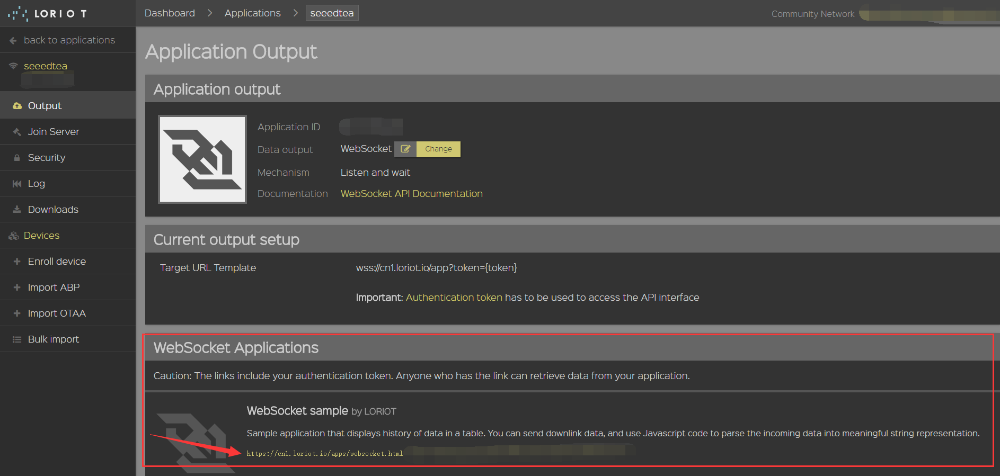 LORIOT
Dashboard
Applications
seeedtea
Community Network
back to applications
seeedtea
Output
Join Server
Security
Log
Downloads
Devices
Enroll device
Import ABP
Import OTAA
Bulk import
Application Output
Application output
Application ID
Data output WebSocket Change
Mechanism Listen and wait
Documentation WebSocket API Documentation
Current output setup
Target URL Template wss://cn1.loriot.io/app?token={token}
Important: Authentication token has to be used to access the API interface
WebSocket Applications
Caution: The links include your authentication token. Anyone who has the link can retrieve data from your application.
WebSocket sample by LORIOT
Sample application that displays history of data in a table. You can send downlink data, and use Javascript code to parse the incoming data into meaningful string representation.
https://cn1.loriot.io/apps/websocket.html